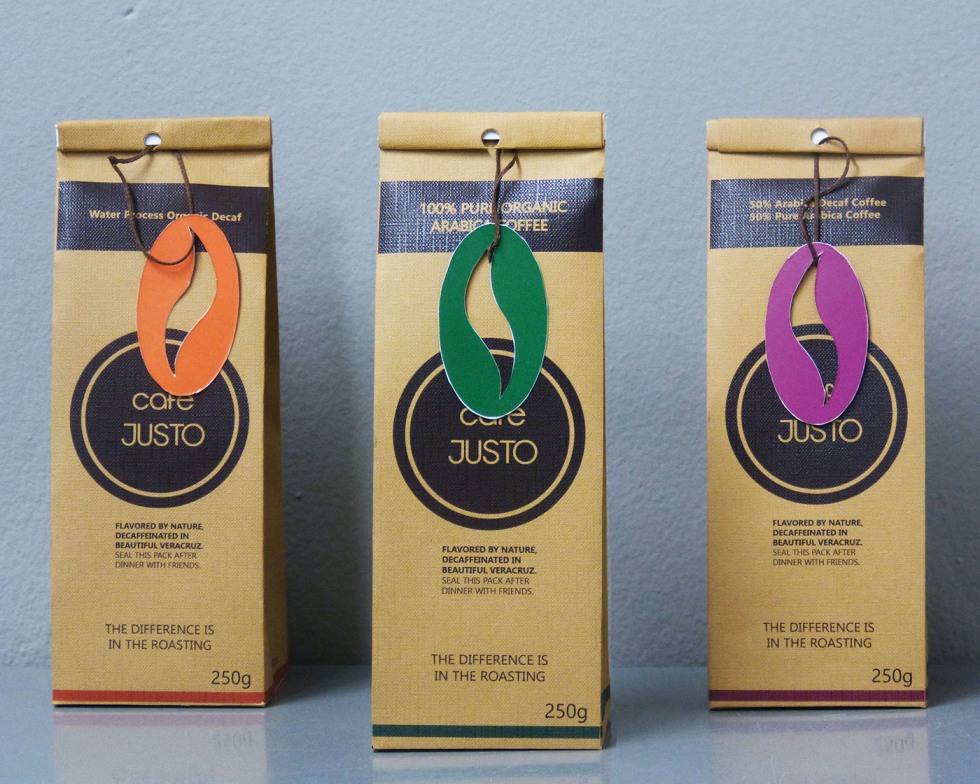 Water Process Organic Decaf
café
JUSTO
FLAVORED BY NATURE,
DECAFFEINATED IN
BEAUTIFUL VERACRUZ.
SEAL THIS PACK AFTER
DINNER WITH FRIENDS.
THE DIFFERENCE IS
IN THE ROASTING
250g
100% PURE ORGANIC
ARABICA COFFEE
café
JUSTO
FLAVORED BY NATURE,
DECAFFEINATED IN
BEAUTIFUL VERACRUZ.
SEAL THIS PACK AFTER
DINNER WITH FRIENDS.
THE DIFFERENCE IS
IN THE ROASTING
250g
50% Arabica Decaf Coffee
50% Pure Arabica Coffee
JUSTO
FLAVORED BY NATURE,
DECAFFEINATED IN
BEAUTIFUL VERACRUZ.
SEAL THIS PACK AFTER
DINNER WITH FRIENDS.
THE DIFFERENCE IS
IN THE ROASTING
250g